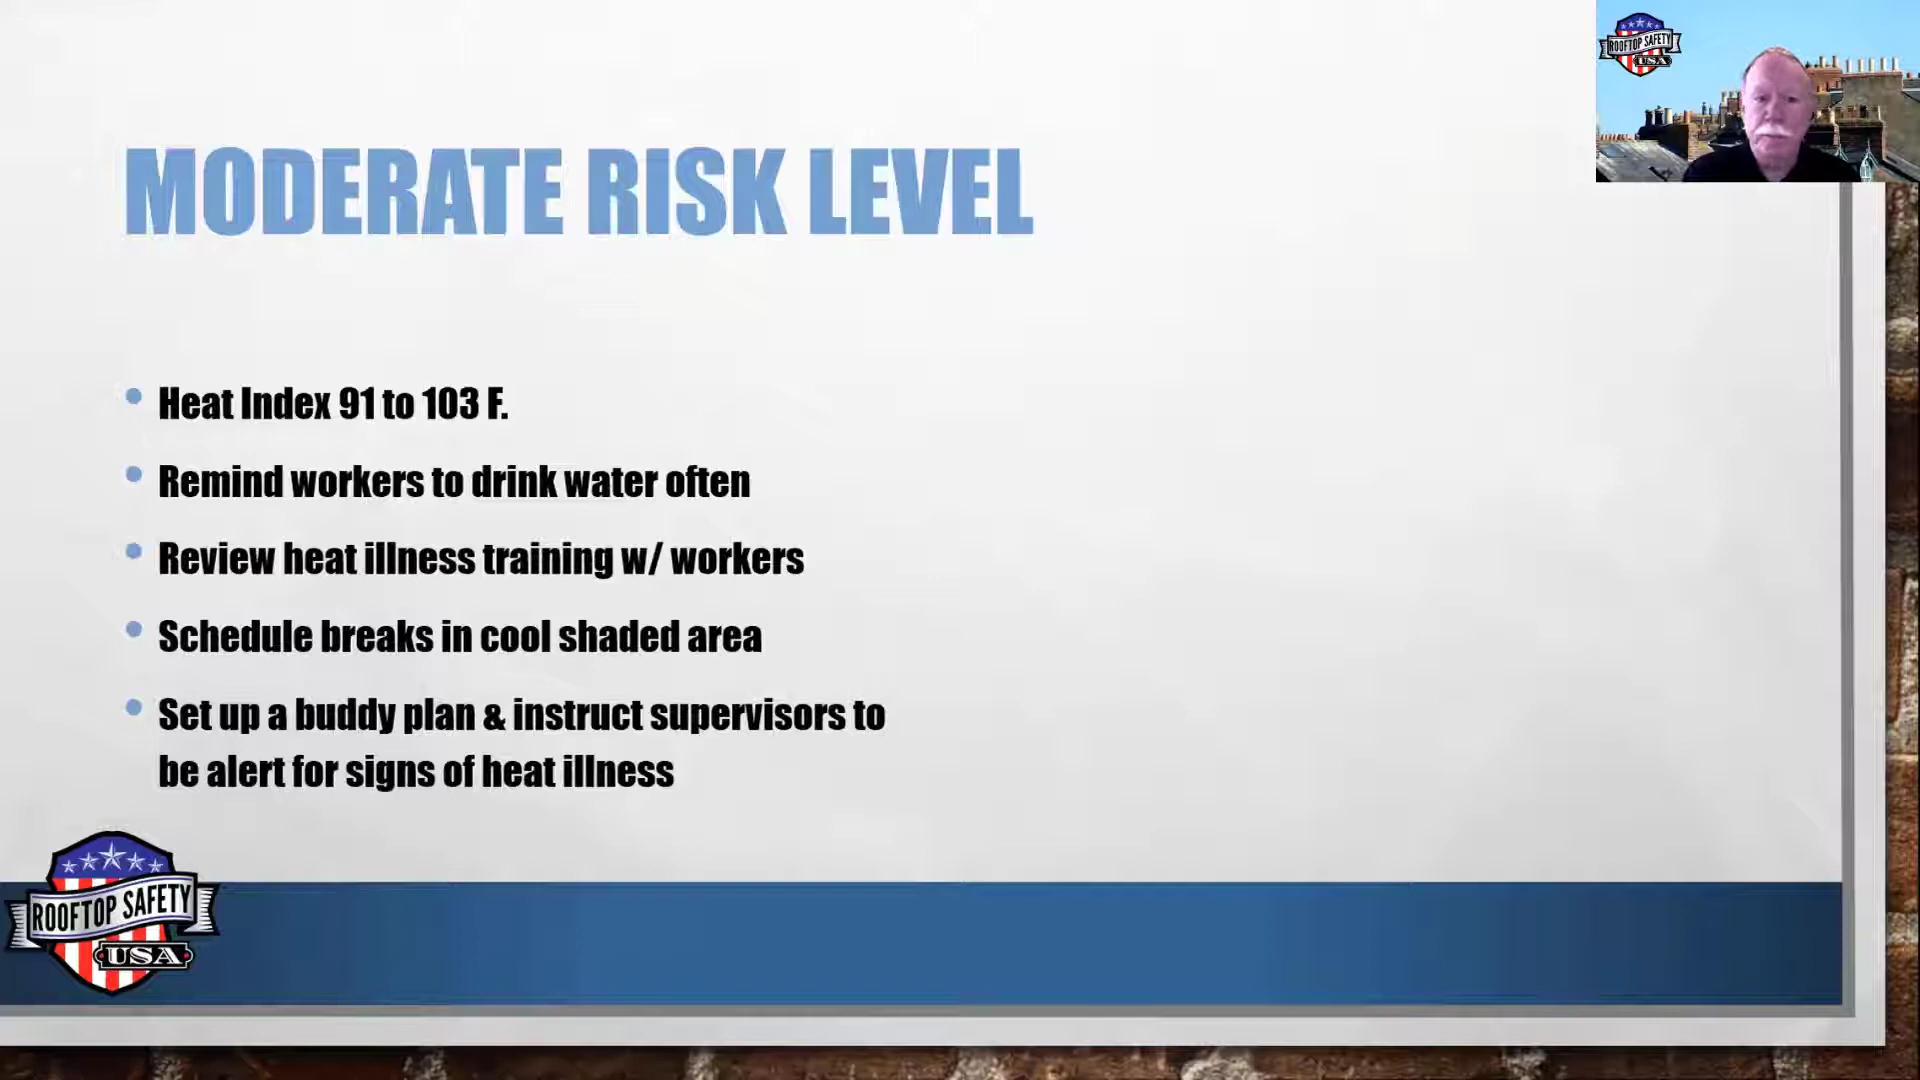 ROOFTOP SAFETY
USA
MODERATE RISK LEVEL
• Heat Index 91 to 103 F.
• Remind workers to drink water often
• Review heat illness training w/ workers
• Schedule breaks in cool shaded area
• Set up a buddy plan & instruct supervisors to
be alert for signs of heat illness
ROOFTOP SAFETY
USA